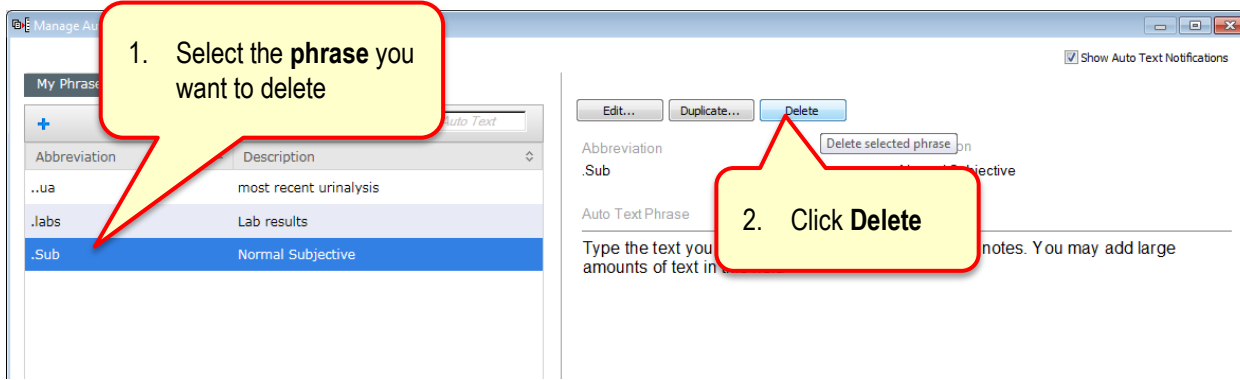 Manage Au
1. Select the phrase you
want to delete
Show Auto Text Notifications
My Phrase
Auto Text
Edit... Duplicate... Delete
Delete selected phrase
Abbreviation Description
Abbreviation on
..ua most recent urinalysis
.Sub
.labs Lab results
Auto Text Phrase
2. Click Delete
.Sub Normal Subjective
Type the text you notes. You may add large
amounts of text in